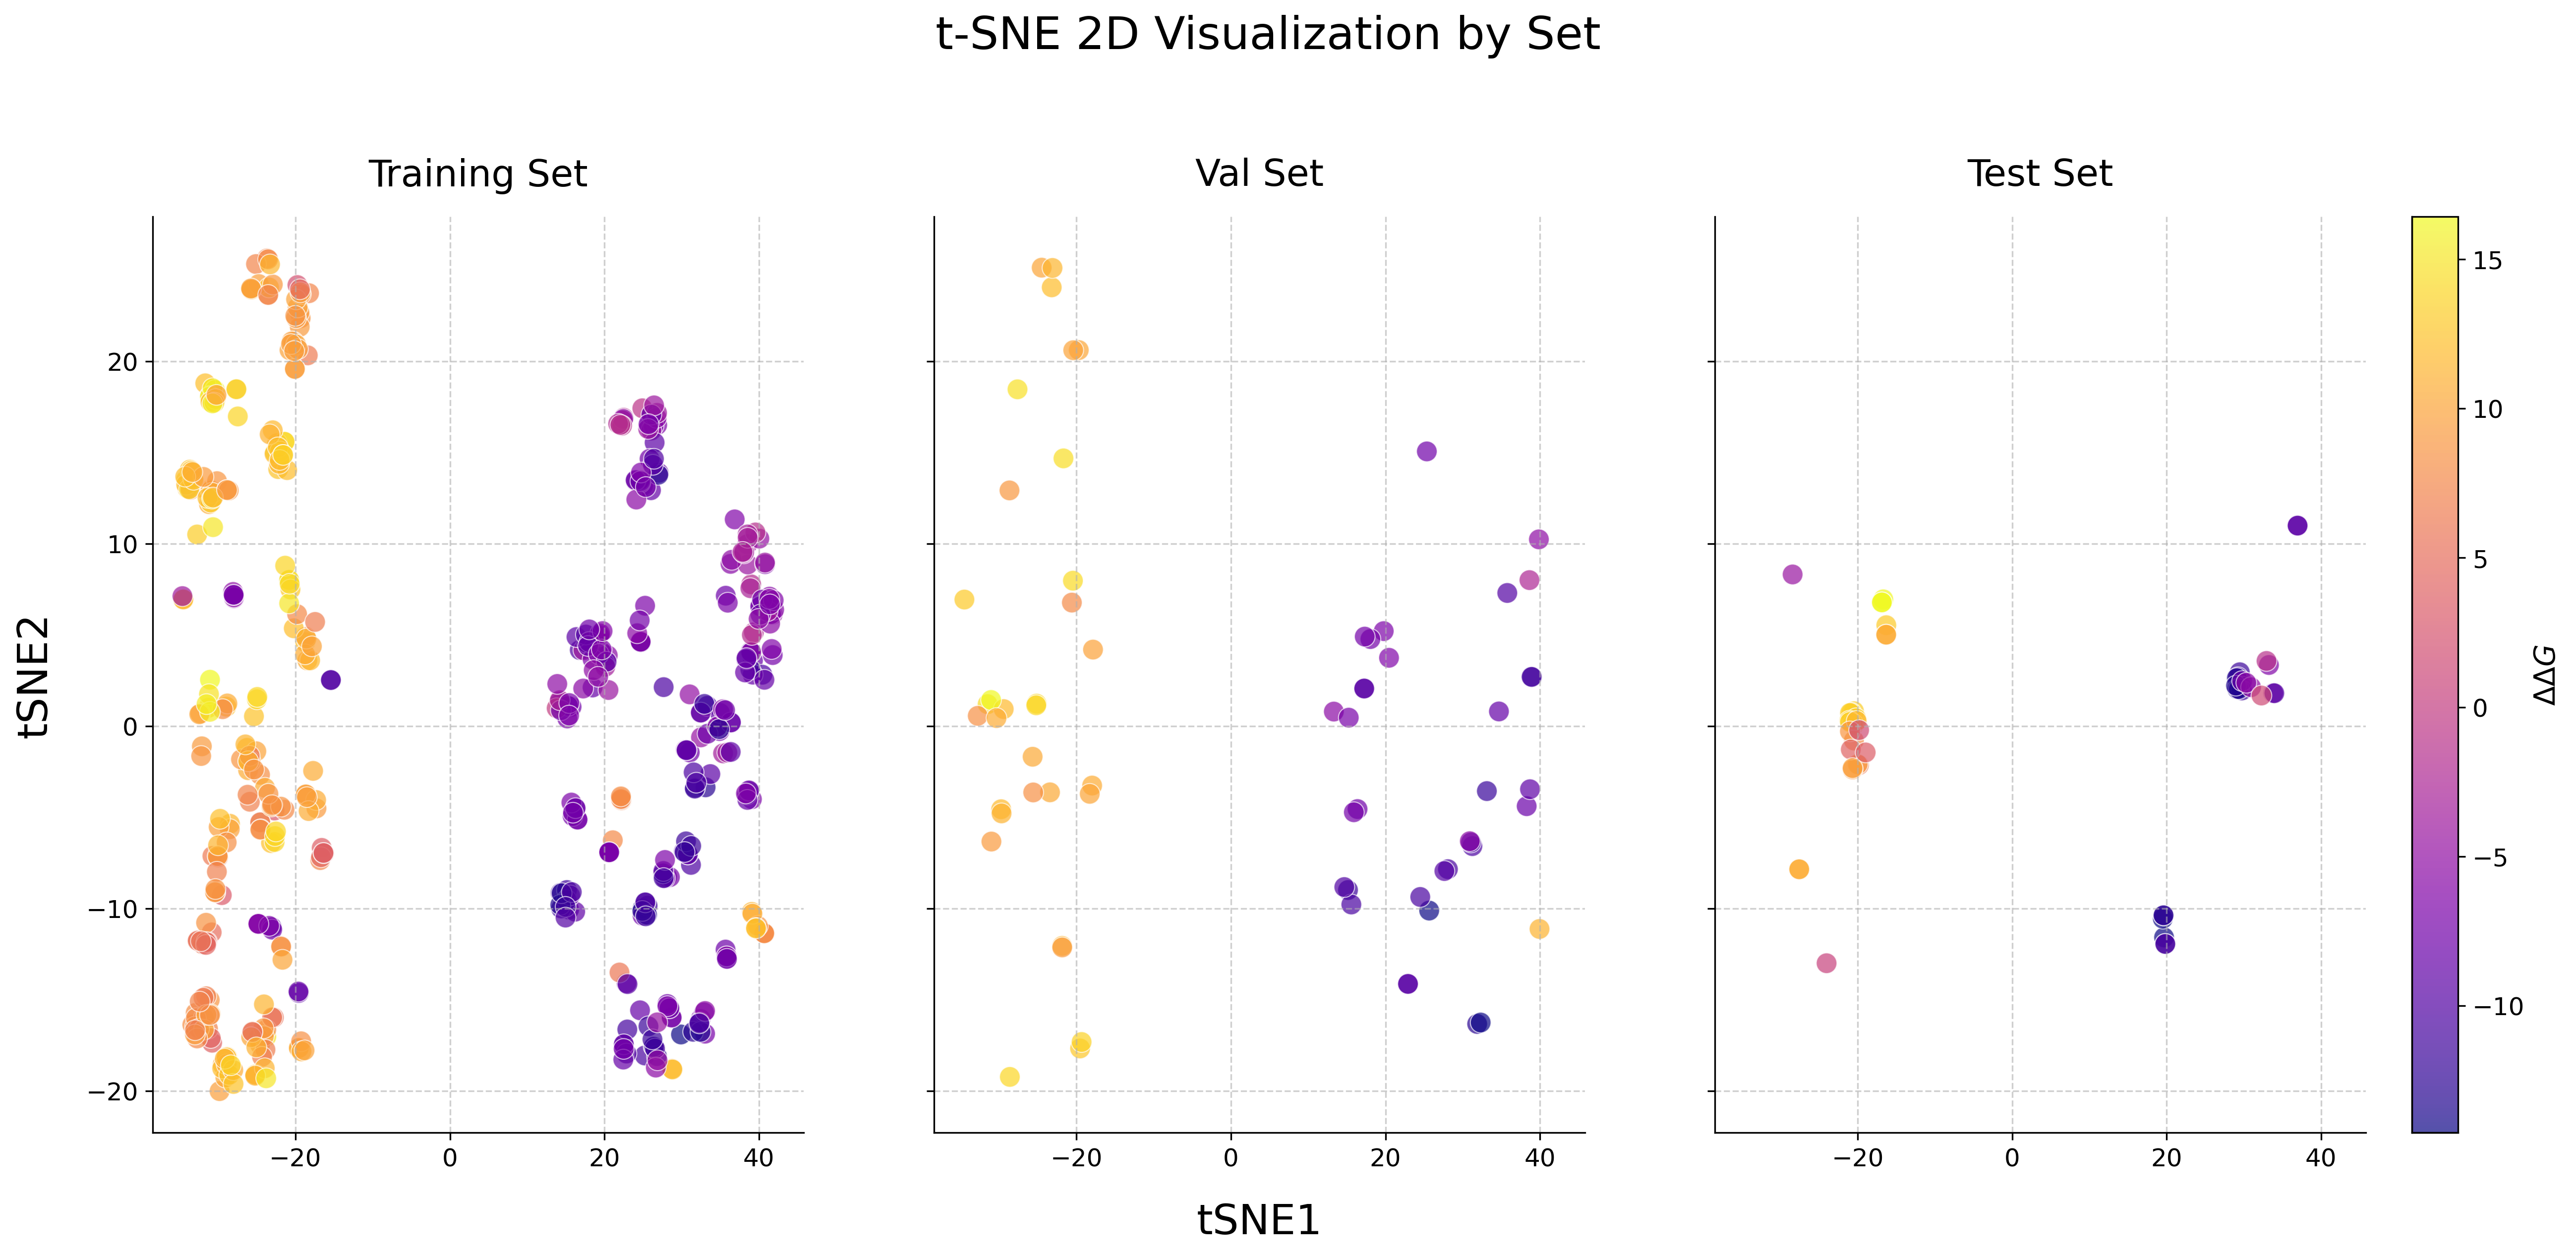 t-SNE 2D Visualization by Set
Training Set
Val Set
Test Set
tSNE2
20
10
0
−10
−20
−20 0 20 40
−20 0 20 40
−20 0 20 40
tSNE1
15
10
5
0
−5
−10
ΔΔG